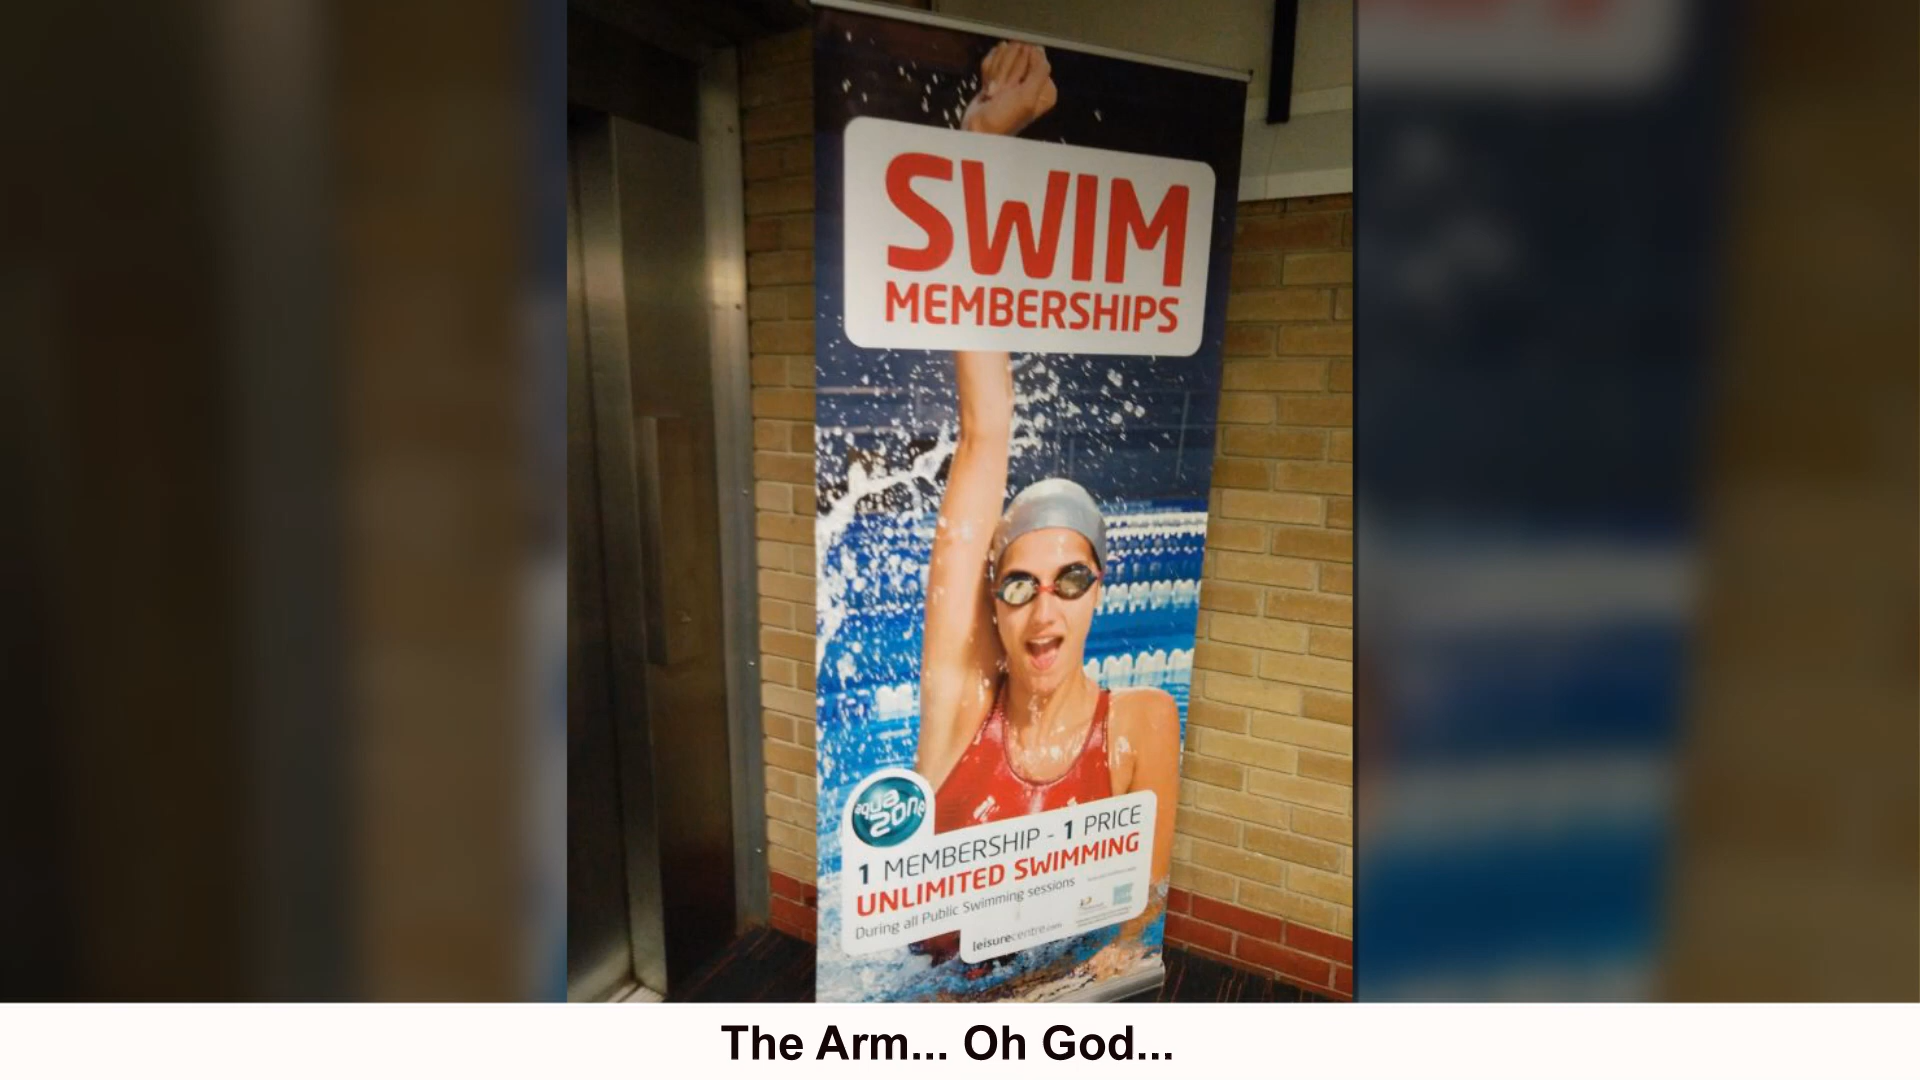 SWIM
MEMBERSHIPS
aqua
zone
1 MEMBERSHIP - 1 PRICE
UNLIMITED SWIMMING
During all Public Swimming sessions
leisurecentre.com
The Arm... Oh God...